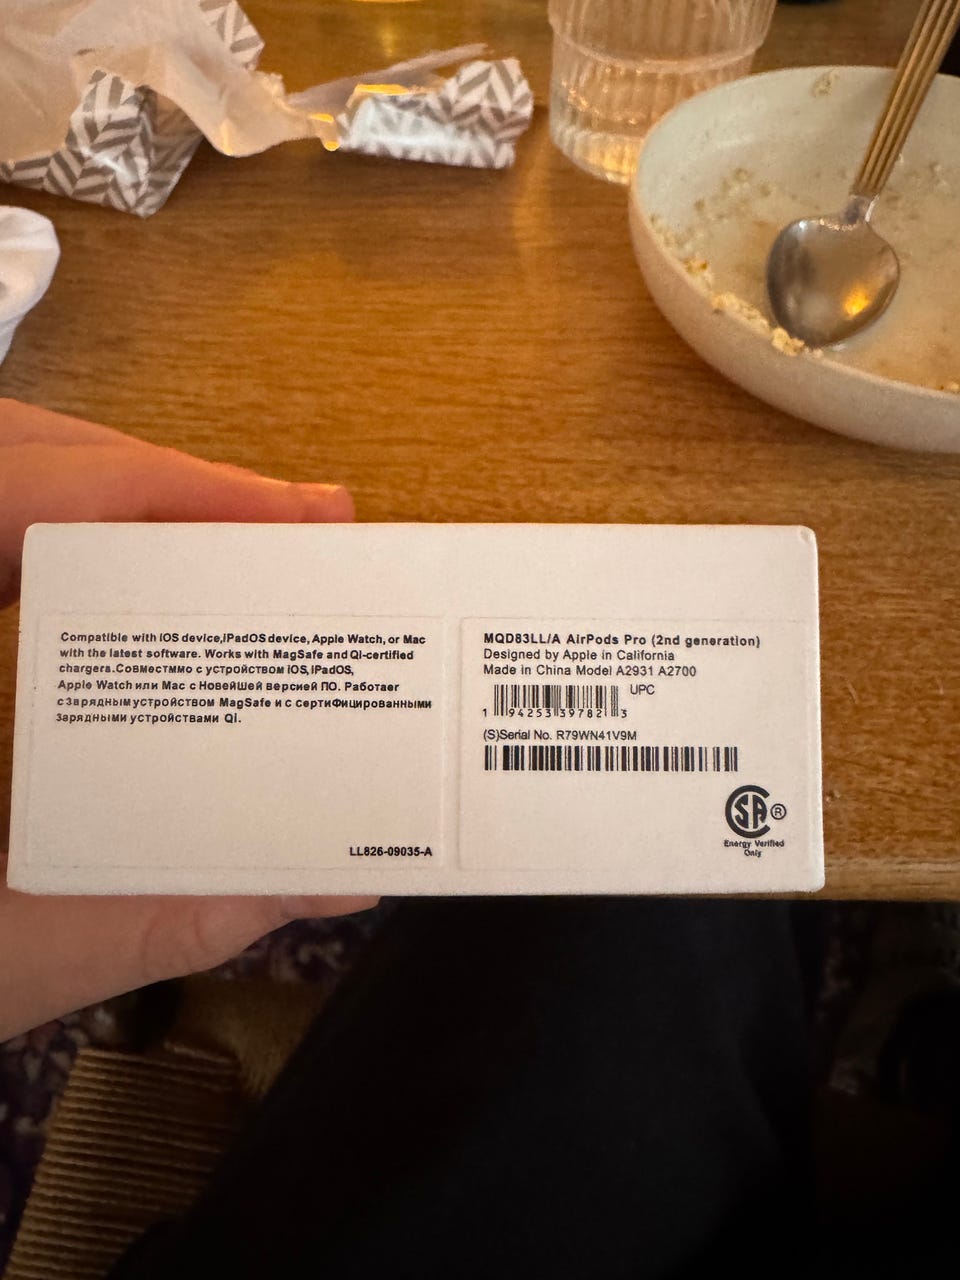 Compatible with iOS device,iPadOS device, Apple Watch, or Mac
with the latest software. Works with MagSafe and Qi-certified
chargera.Совместммо с устройством iOS, iPadOS,
Apple Watch или Mac с Новейшей версией ПО. Работает
с Зарядным устройством MagSafe и с сертифицированными
зарядными устройствами Qi.
LL826-09035-A
MQD83LL/A AirPods Pro (2nd generation)
Designed by Apple in California
Made in China Model A2931 A2700
UPC
1 94253 39782 3
(S)Serial No. R79WN41V9M
SA ®
Energy Verified
Only